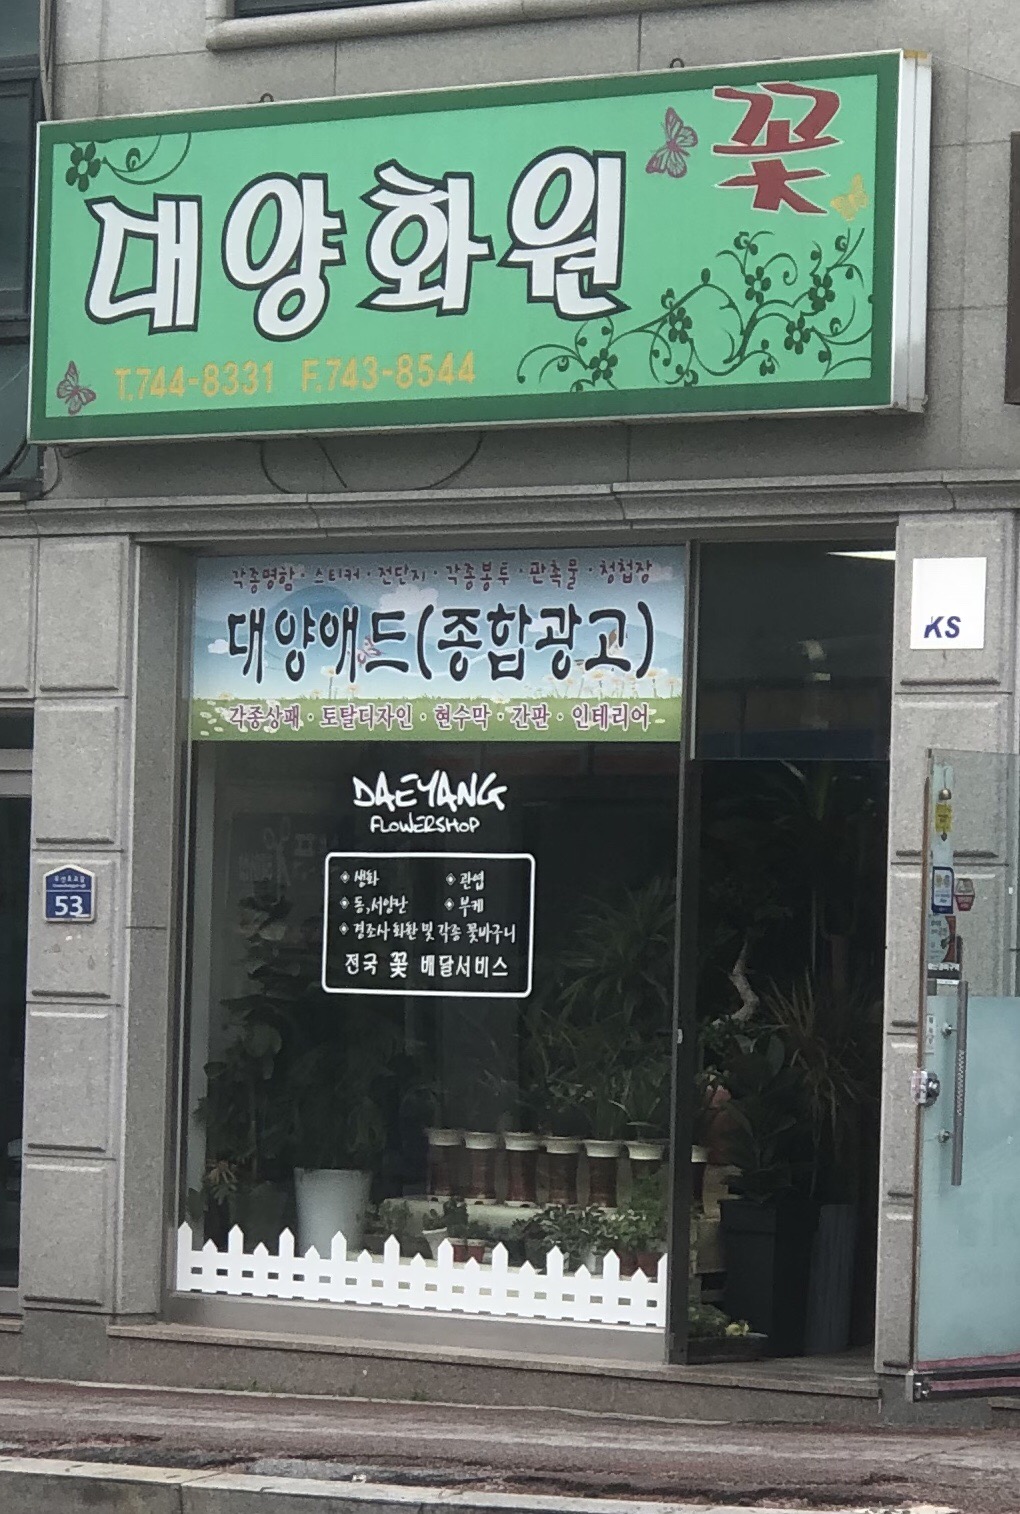 꽃
대양화원
T.744-8331 F.743-8544
각종명함·스티커·전단지·각종봉투·판촉물·청첩장
대양애드(종합광고)
각종상패·토탈디자인·현수막·간판·인테리어
KS
DAEYANG
FLOWERSHOP
◈ 생화 ◈ 관엽
◈ 동,서양난 ◈ 부케
◈ 경조사 화환 및 각종 꽃바구니
전국 꽃 배달서비스
53